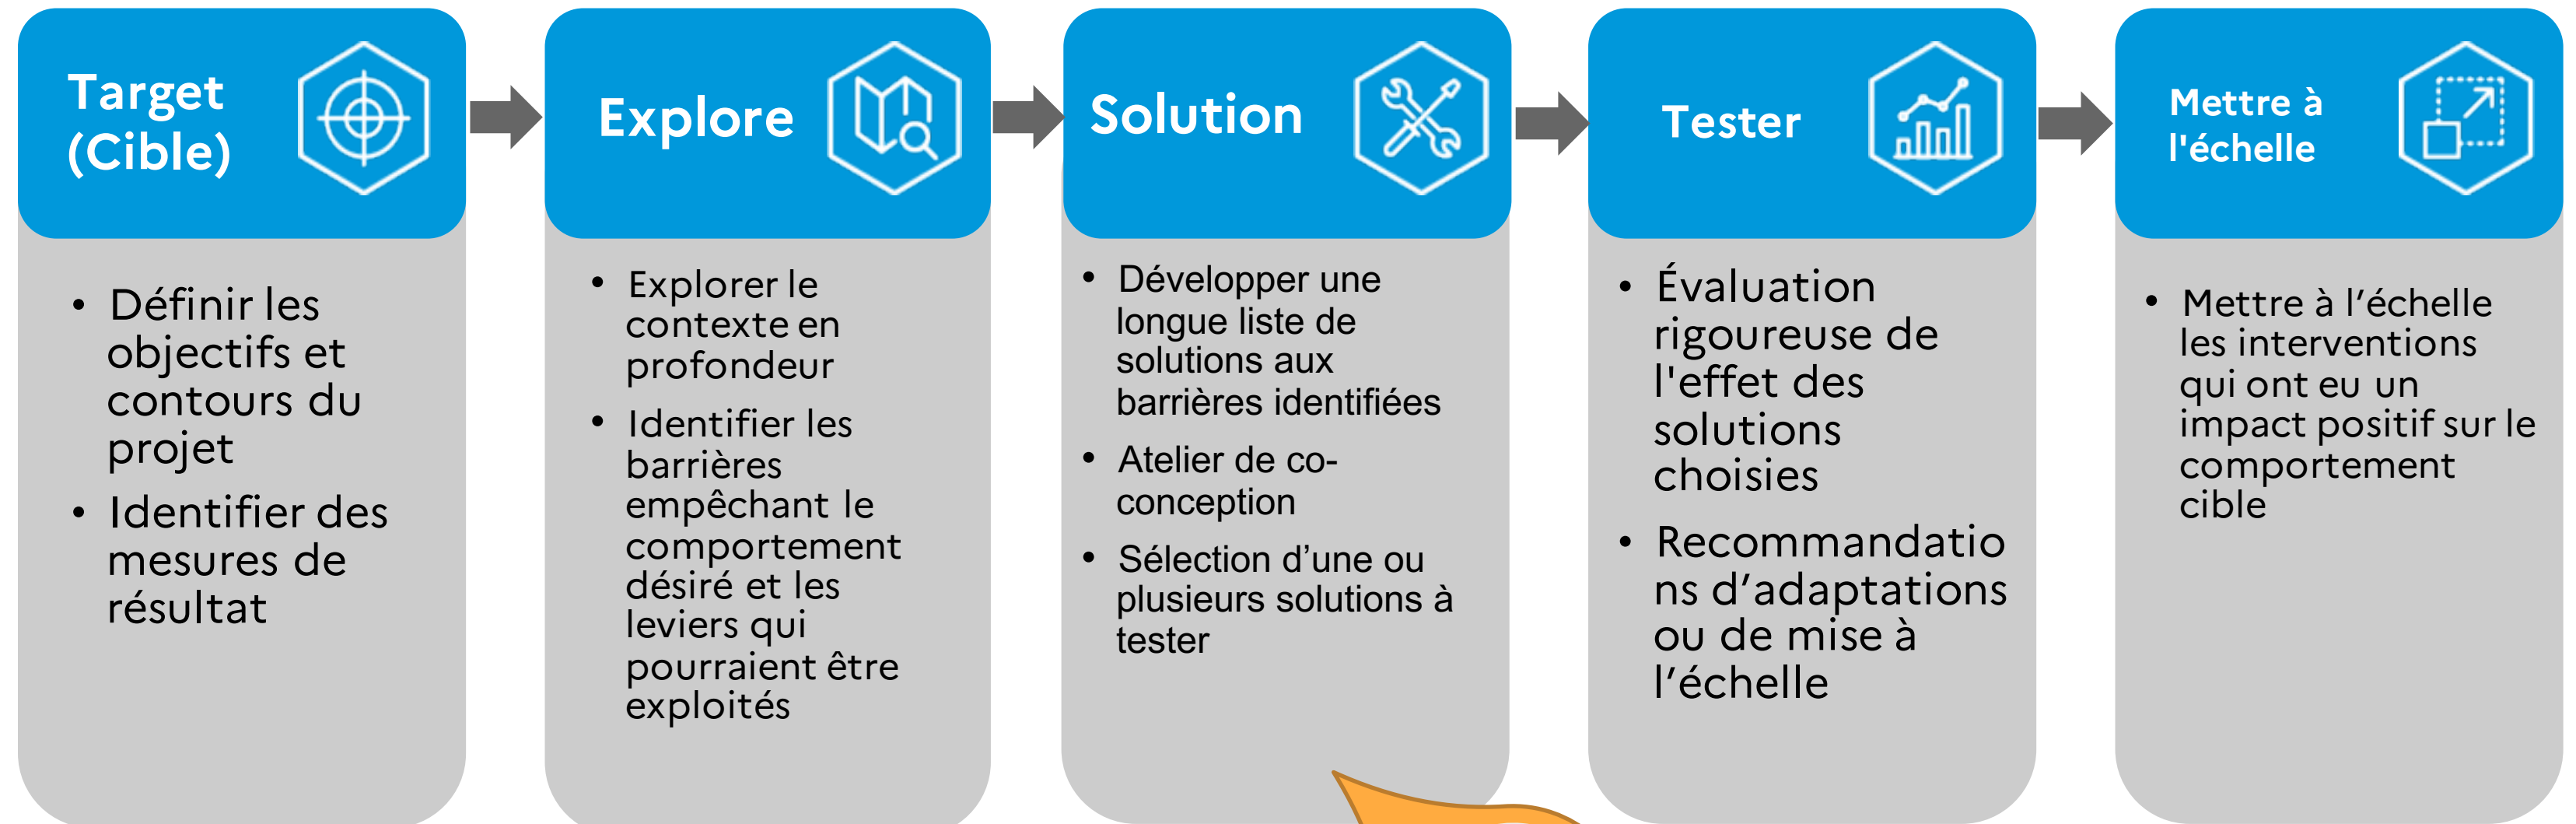 Target
(Cible)
• Définir les
objectifs et
contours du
projet
• Identifier des
mesures de
résultat
Explore
• Explorer le
contexte en
profondeur
• Identifier les
barrières
empêchant le
comportement
désiré et les
leviers qui
pourraient être
exploités
Solution
• Développer une
longue liste de
solutions aux
barrières identifiées
• Atelier de co-
conception
• Sélection d’une ou
plusieurs solutions à
tester
Tester
• Évaluation
rigoureuse de
l'effet des
solutions
choisies
• Recommandatio
ns d’adaptations
ou de mise à
l’échelle
Mettre à
l'échelle
• Mettre à l’échelle
les interventions
qui ont eu un
impact positif sur le
comportement
cible